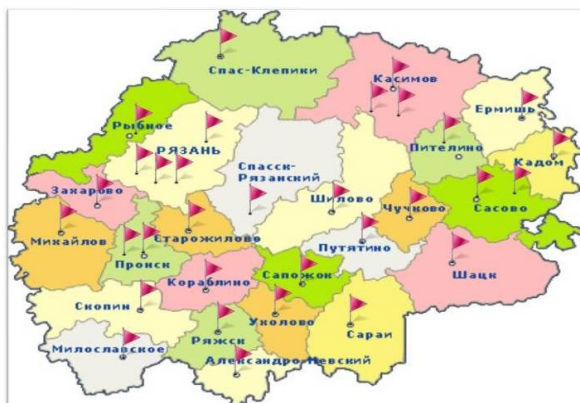 Спас-Клепики
Касимов
Ермишь
Рыбное
РЯЗАНЬ
Пителино
Кадом
Спасск-
Рязанский
Захарово
Шилово
Чучково
Сасово
Михайлов
Старожилово
Путятино
Пронск
Шацк
Кораблино
Сапожок
Скопин
Ухолово
Сараи
Милославское
Ряжск
Александро-Невский